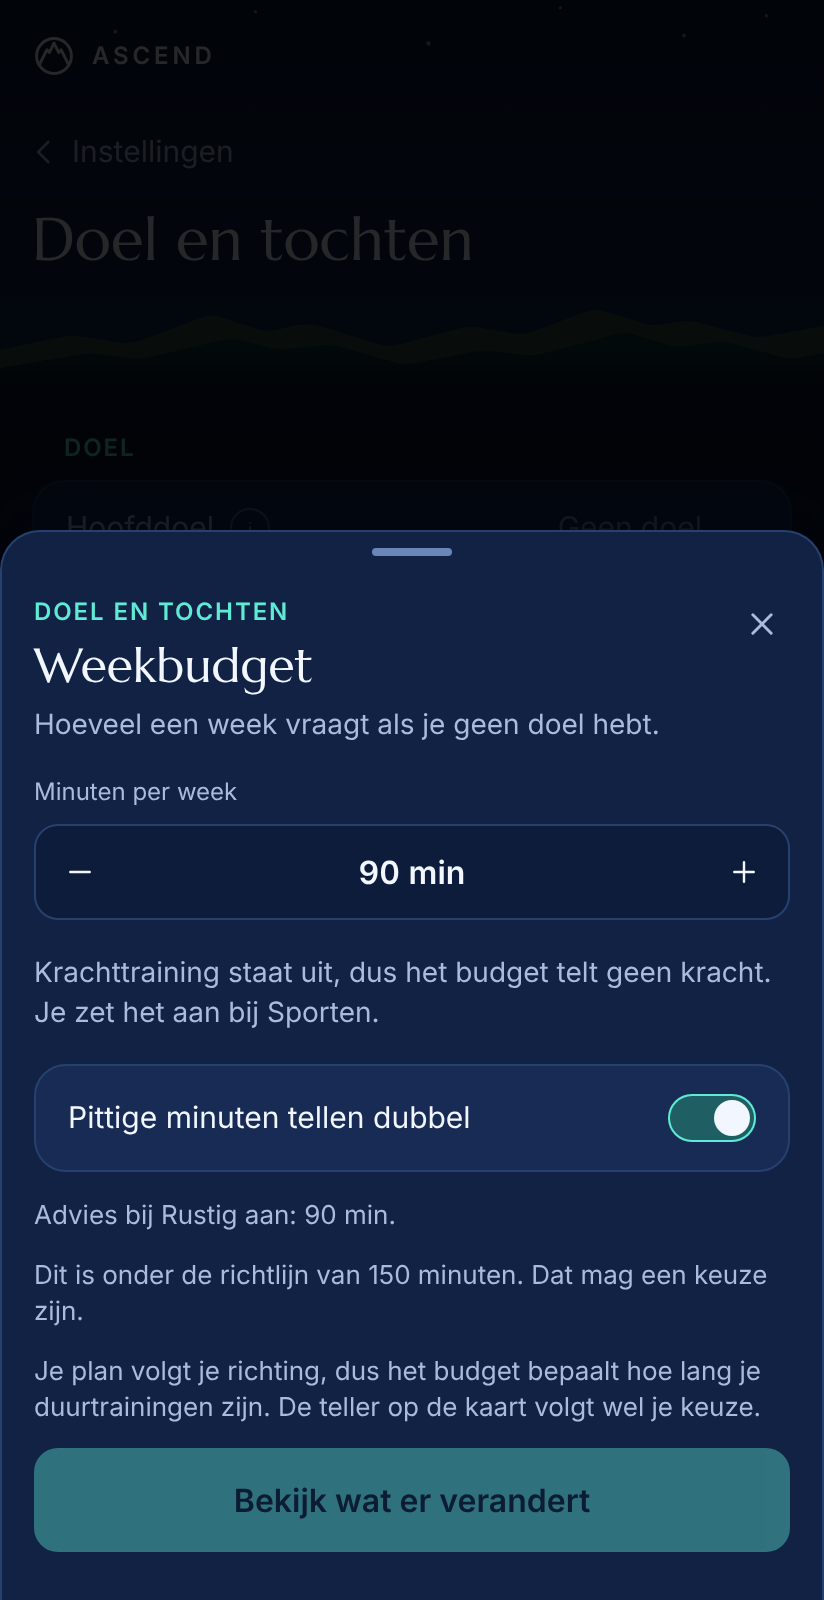 ASCEND
Instellingen
Doel en tochten
DOEL
Hoofddoel i Geen doel
DOEL EN TOCHTEN
Weekbudget
Hoeveel een week vraagt als je geen doel hebt.
Minuten per week
90 min
Krachttraining staat uit, dus het budget telt geen kracht.
Je zet het aan bij Sporten.
Pittige minuten tellen dubbel
Advies bij Rustig aan: 90 min.
Dit is onder de richtlijn van 150 minuten. Dat mag een keuze
zijn.
Je plan volgt je richting, dus het budget bepaalt hoe lang je
duurtrainingen zijn. De teller op de kaart volgt wel je keuze.
Bekijk wat er verandert